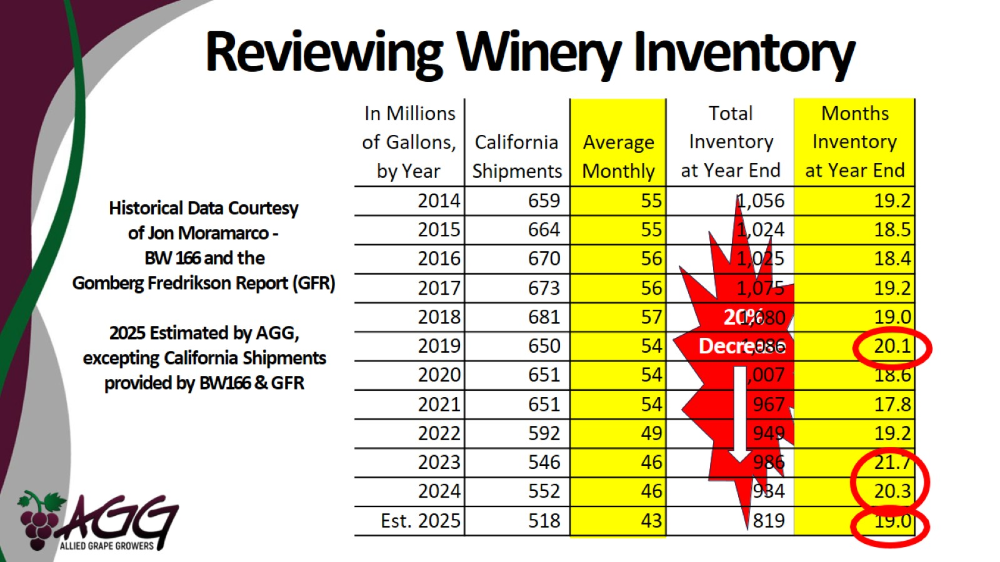 Reviewing Winery Inventory
Historical Data Courtesy
of Jon Moramarco -
BW 166 and the
Gomberg Fredrikson Report (GFR)
2025 Estimated by AGG,
excepting California Shipments
provided by BW166 & GFR
In Millions of Gallons, by Year California Shipments Average Monthly Total Inventory at Year End Months Inventory at Year End
2014 659 55 1,056 19.2
2015 664 55 1,024 18.5
2016 670 56 1,025 18.4
2017 673 56 1,075 19.2
2018 681 57 1,080 19.0
2019 650 54 1,086 20.1
2020 651 54 ,007 18.6
2021 651 54 967 17.8
2022 592 49 949 19.2
2023 546 46 986 21.7
2024 552 46 934 20.3
Est. 2025 518 43 819 19.0
20%
Decrease
AGG
ALLIED GRAPE GROWERS